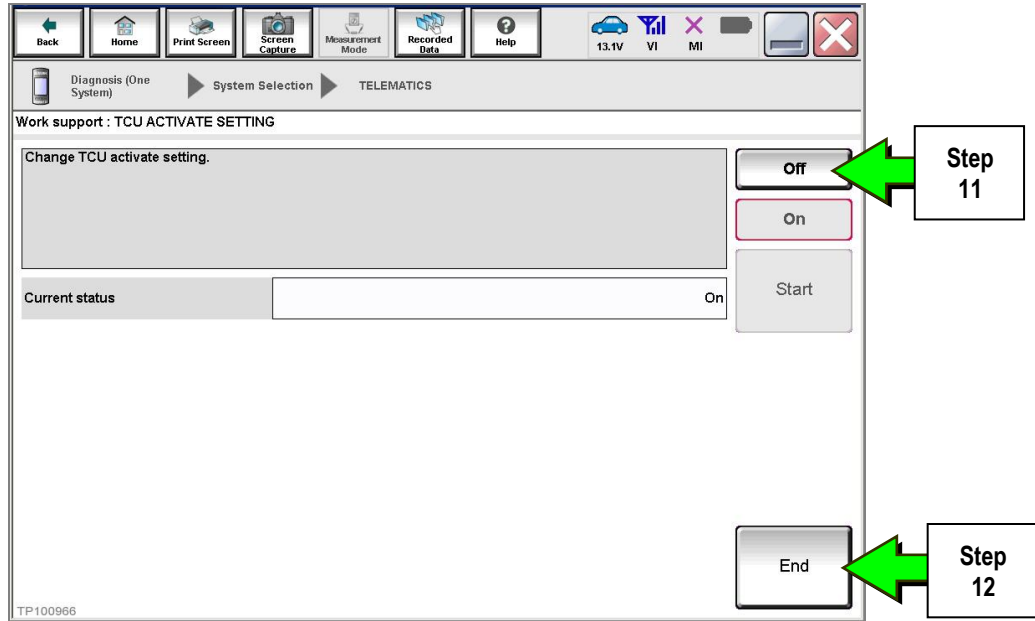 Back
Home
Print Screen
Screen
Capture
Measurement
Mode
Recorded
Data
Help
13.1V
VI
MI
Diagnosis (One
System)
System Selection
TELEMATICS
Work support : TCU ACTIVATE SETTING
Change TCU activate setting.
Off
Step
11
On
Current status
On
Start
End
Step
12
TP100966